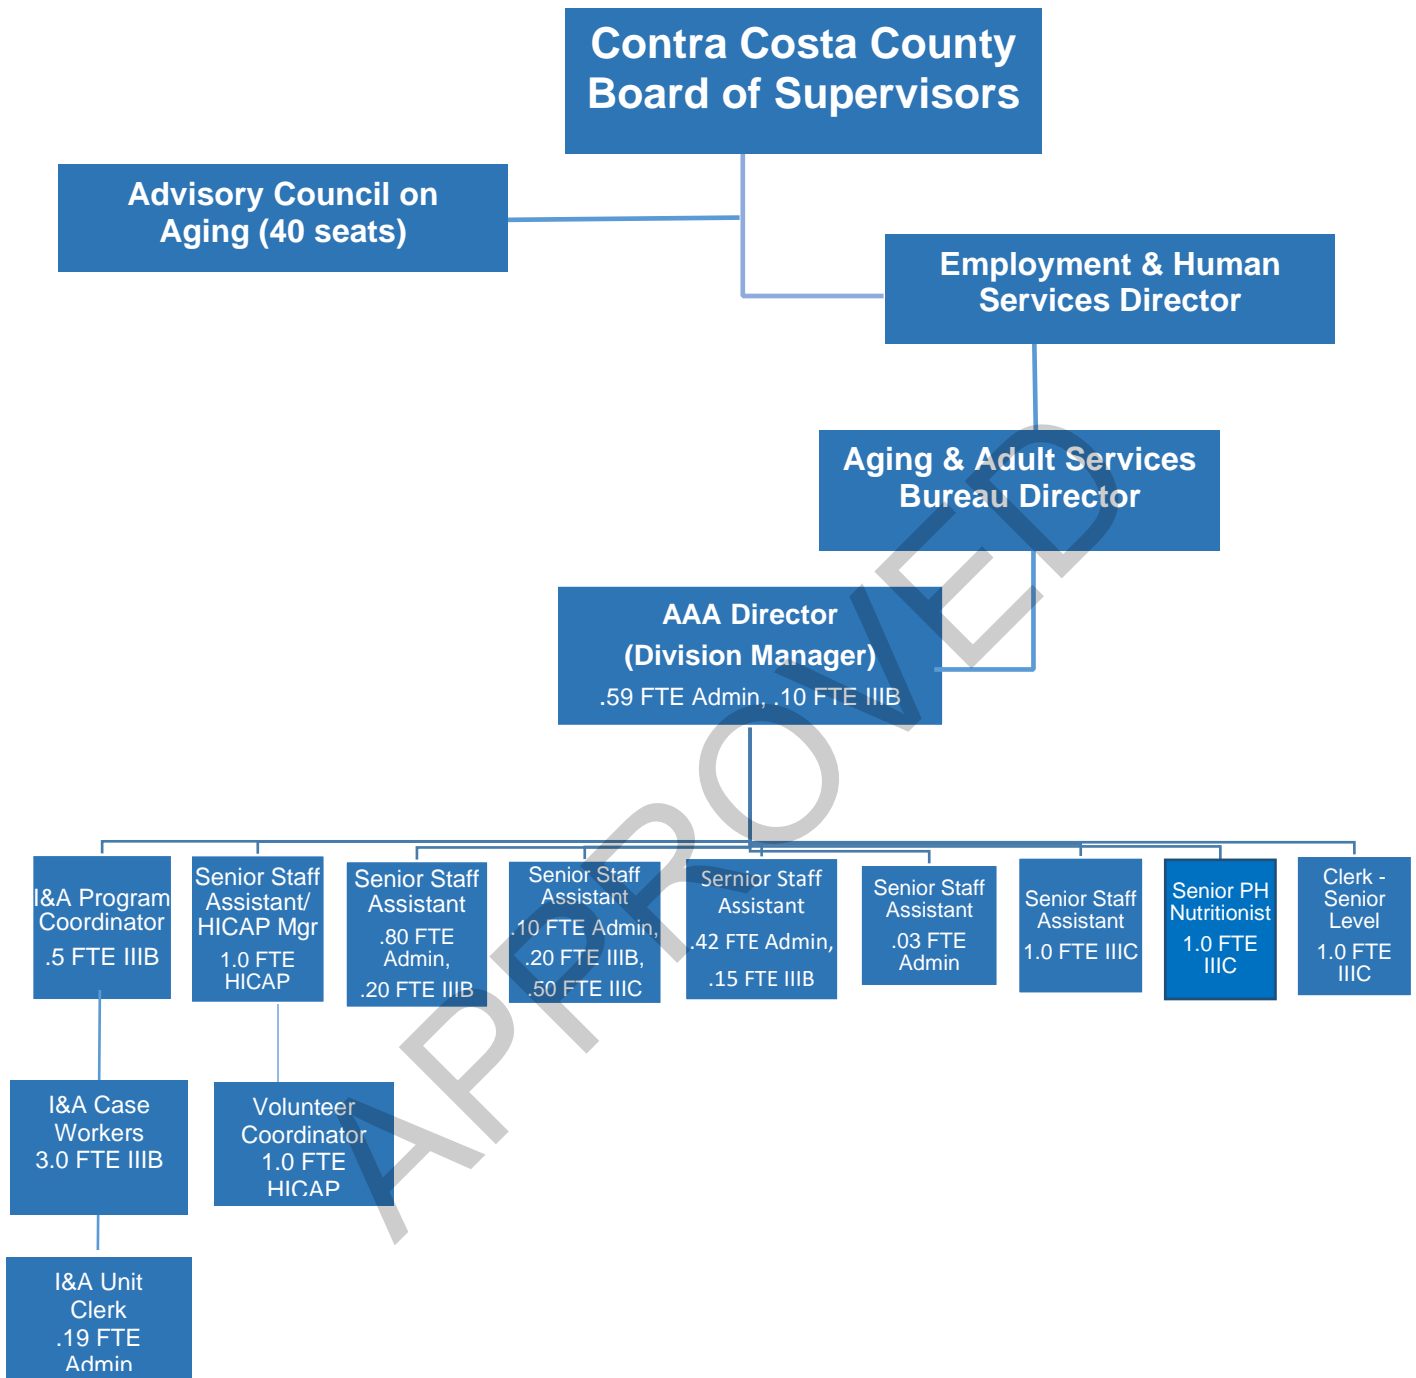 Contra Costa County
Board of Supervisors
Advisory Council on
Aging (40 seats)
Employment & Human
Services Director
Aging & Adult Services
Bureau Director
AAA Director
(Division Manager)
.59 FTE Admin, .10 FTE IIIB
I&A Program
Coordinator
.5 FTE IIIB
Senior Staff
Assistant/
HICAP Mgr
1.0 FTE
HICAP
Senior Staff
Assistant
.80 FTE
Admin,
.20 FTE IIIB
Senior Staff
Assistant
.10 FTE Admin,
.20 FTE IIIB,
.50 FTE IIIC
Sernior Staff
Assistant
.42 FTE Admin,
.15 FTE IIIB
Senior Staff
Assistant
.03 FTE
Admin
Senior Staff
Assistant
1.0 FTE IIIC
Senior PH
Nutritionist
1.0 FTE
IIIC
Clerk -
Senior
Level
1.0 FTE
IIIC
I&A Case
Workers
3.0 FTE IIIB
Volunteer
Coordinator
1.0 FTE
HICAP
I&A Unit
Clerk
.19 FTE
Admin
APPROVED